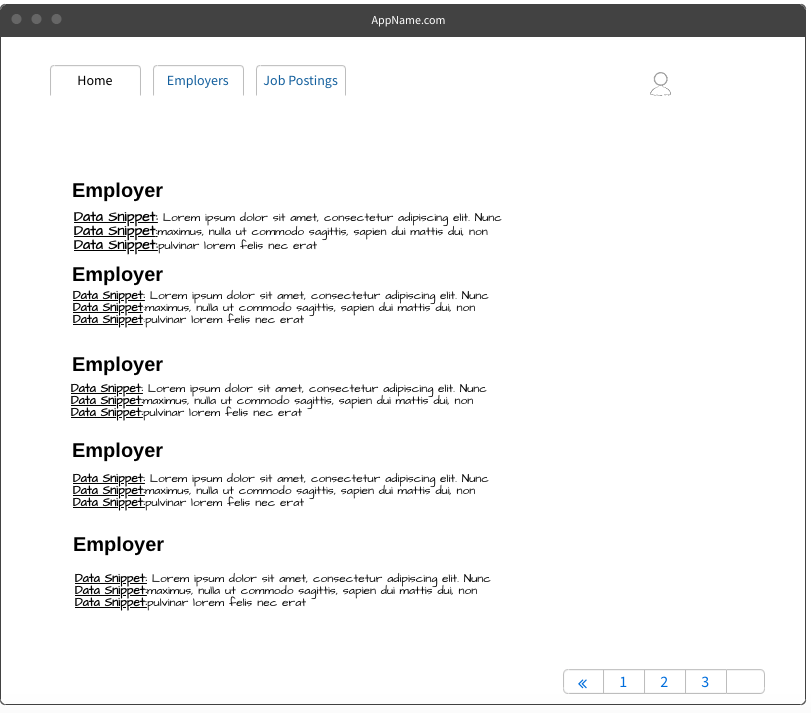 AppName.com
Home Employers Job Postings
Employer
Data Snippet: Lorem ipsum dolor sit amet, consectetur adipiscing elit. Nunc
Data Snippet:maximus, nulla ut commodo sagittis, sapien dui mattis dui, non
Data Snippet:pulvinar lorem felis nec erat
Employer
Data Snippet: Lorem ipsum dolor sit amet, consectetur adipiscing elit. Nunc
Data Snippet:maximus, nulla ut commodo sagittis, sapien dui mattis dui, non
Data Snippet:pulvinar lorem felis nec erat
Employer
Data Snippet: Lorem ipsum dolor sit amet, consectetur adipiscing elit. Nunc
Data Snippet:maximus, nulla ut commodo sagittis, sapien dui mattis dui, non
Data Snippet:pulvinar lorem felis nec erat
Employer
Data Snippet: Lorem ipsum dolor sit amet, consectetur adipiscing elit. Nunc
Data Snippet:maximus, nulla ut commodo sagittis, sapien dui mattis dui, non
Data Snippet:pulvinar lorem felis nec erat
Employer
Data Snippet: Lorem ipsum dolor sit amet, consectetur adipiscing elit. Nunc
Data Snippet:maximus, nulla ut commodo sagittis, sapien dui mattis dui, non
Data Snippet:pulvinar lorem felis nec erat
« 1 2 3